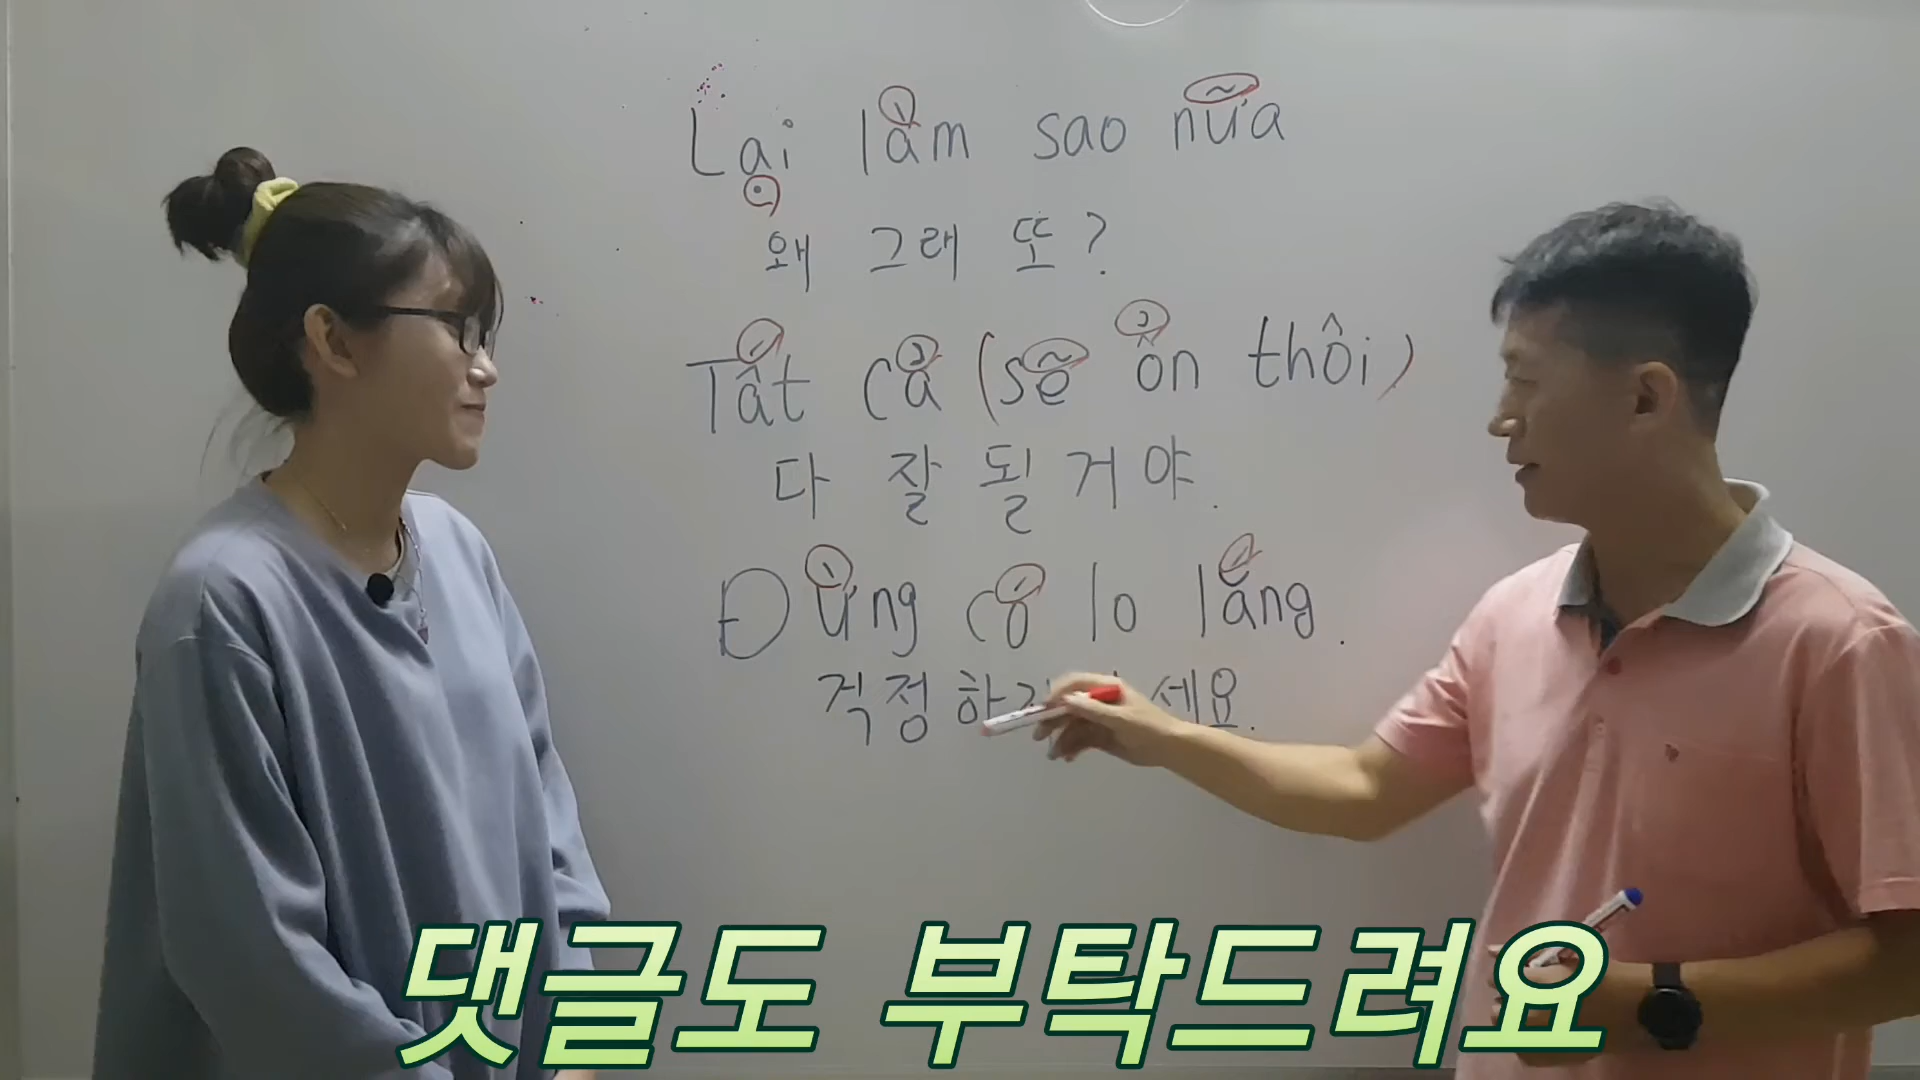 Lại làm sao nữa
왜 그래 또?
Tất cả (sẽ ổn thôi)
다 잘 될 거야.
Đừng có lo lắng.
걱정 세요.
댓글도 부탁드려요